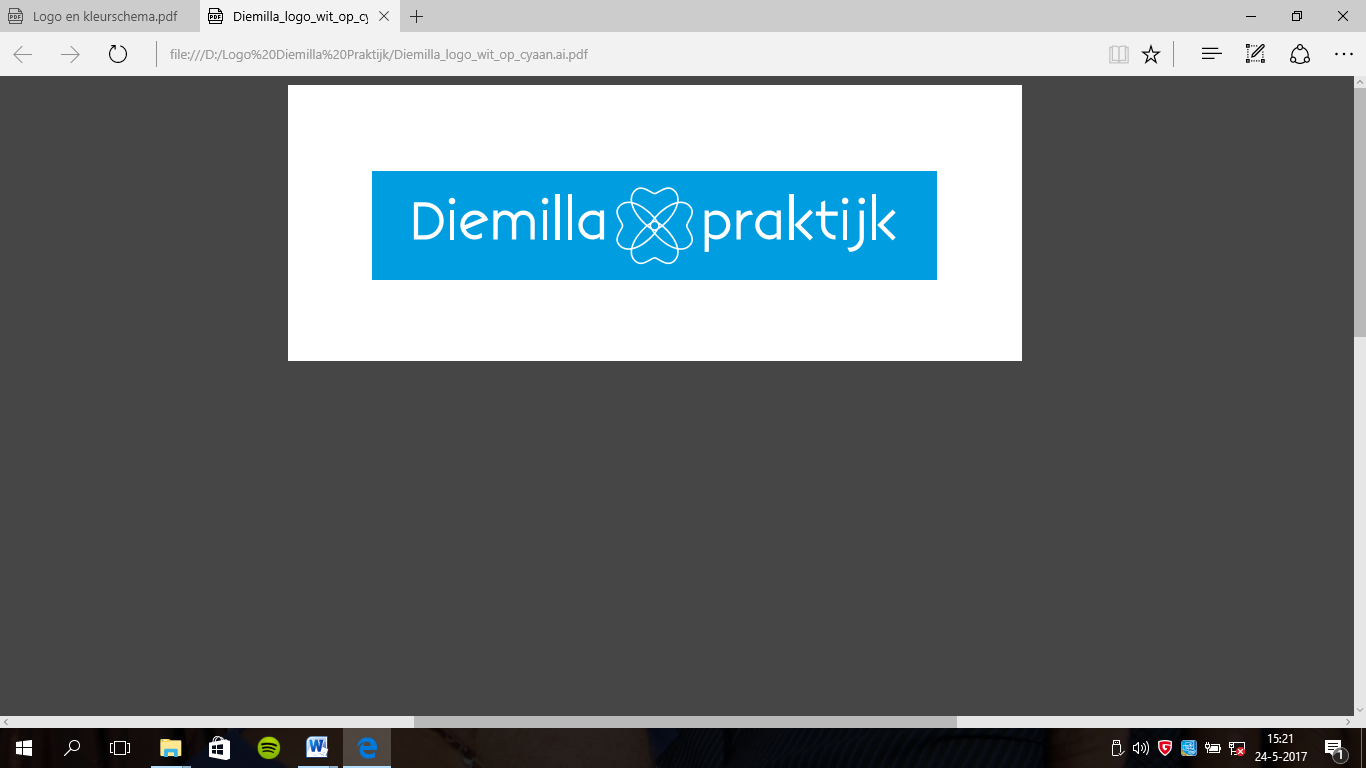 Logo en kleurschema.pdf
Diemilla_logo_wit_op_cy
file:///D:/Logo%20Diemilla%20Praktijk/Diemilla_logo_wit_op_cyaan.ai.pdf
Diemilla praktijk
15:21
24-5-2017
1